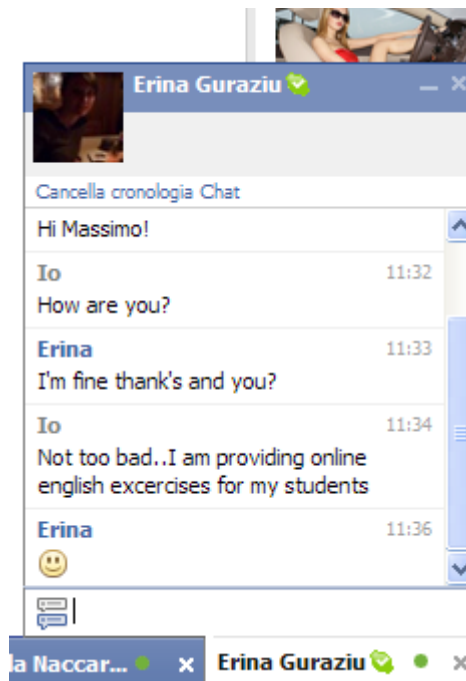 Erina Guraziu
Cancella cronologia Chat
Hi Massimo!
Io 11:32
How are you?
Erina 11:33
I'm fine thank's and you?
Io 11:34
Not too bad..I am providing online
english excercises for my students
Erina 11:36
la Naccar... Erina Guraziu